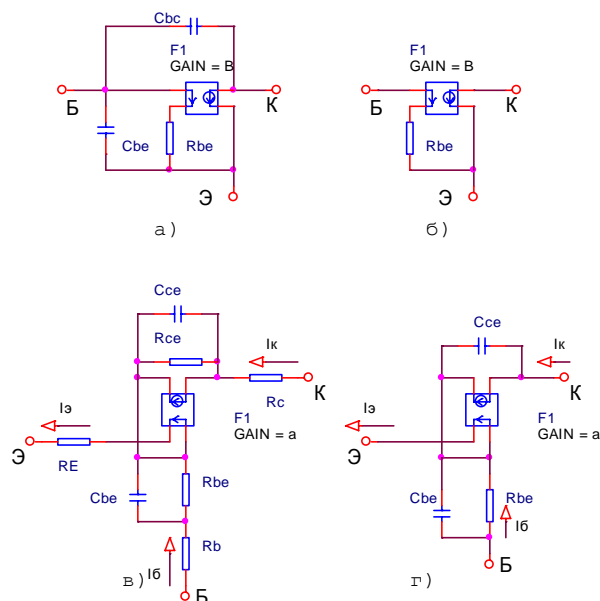 Cbc
F1
GAIN = B
Б
К
Cbe
Rbe
Э
а)
F1
GAIN = B
Б
К
Rbe
Э
б)
Cce
Rce
Iк
Rc
К
Iэ
F1
GAIN = a
Э
RE
Cbe
Rbe
Rb
Iб
в)
Б
Cce
Iк
К
Iэ
F1
GAIN = a
Э
Cbe
Rbe
Iб
Б
г)